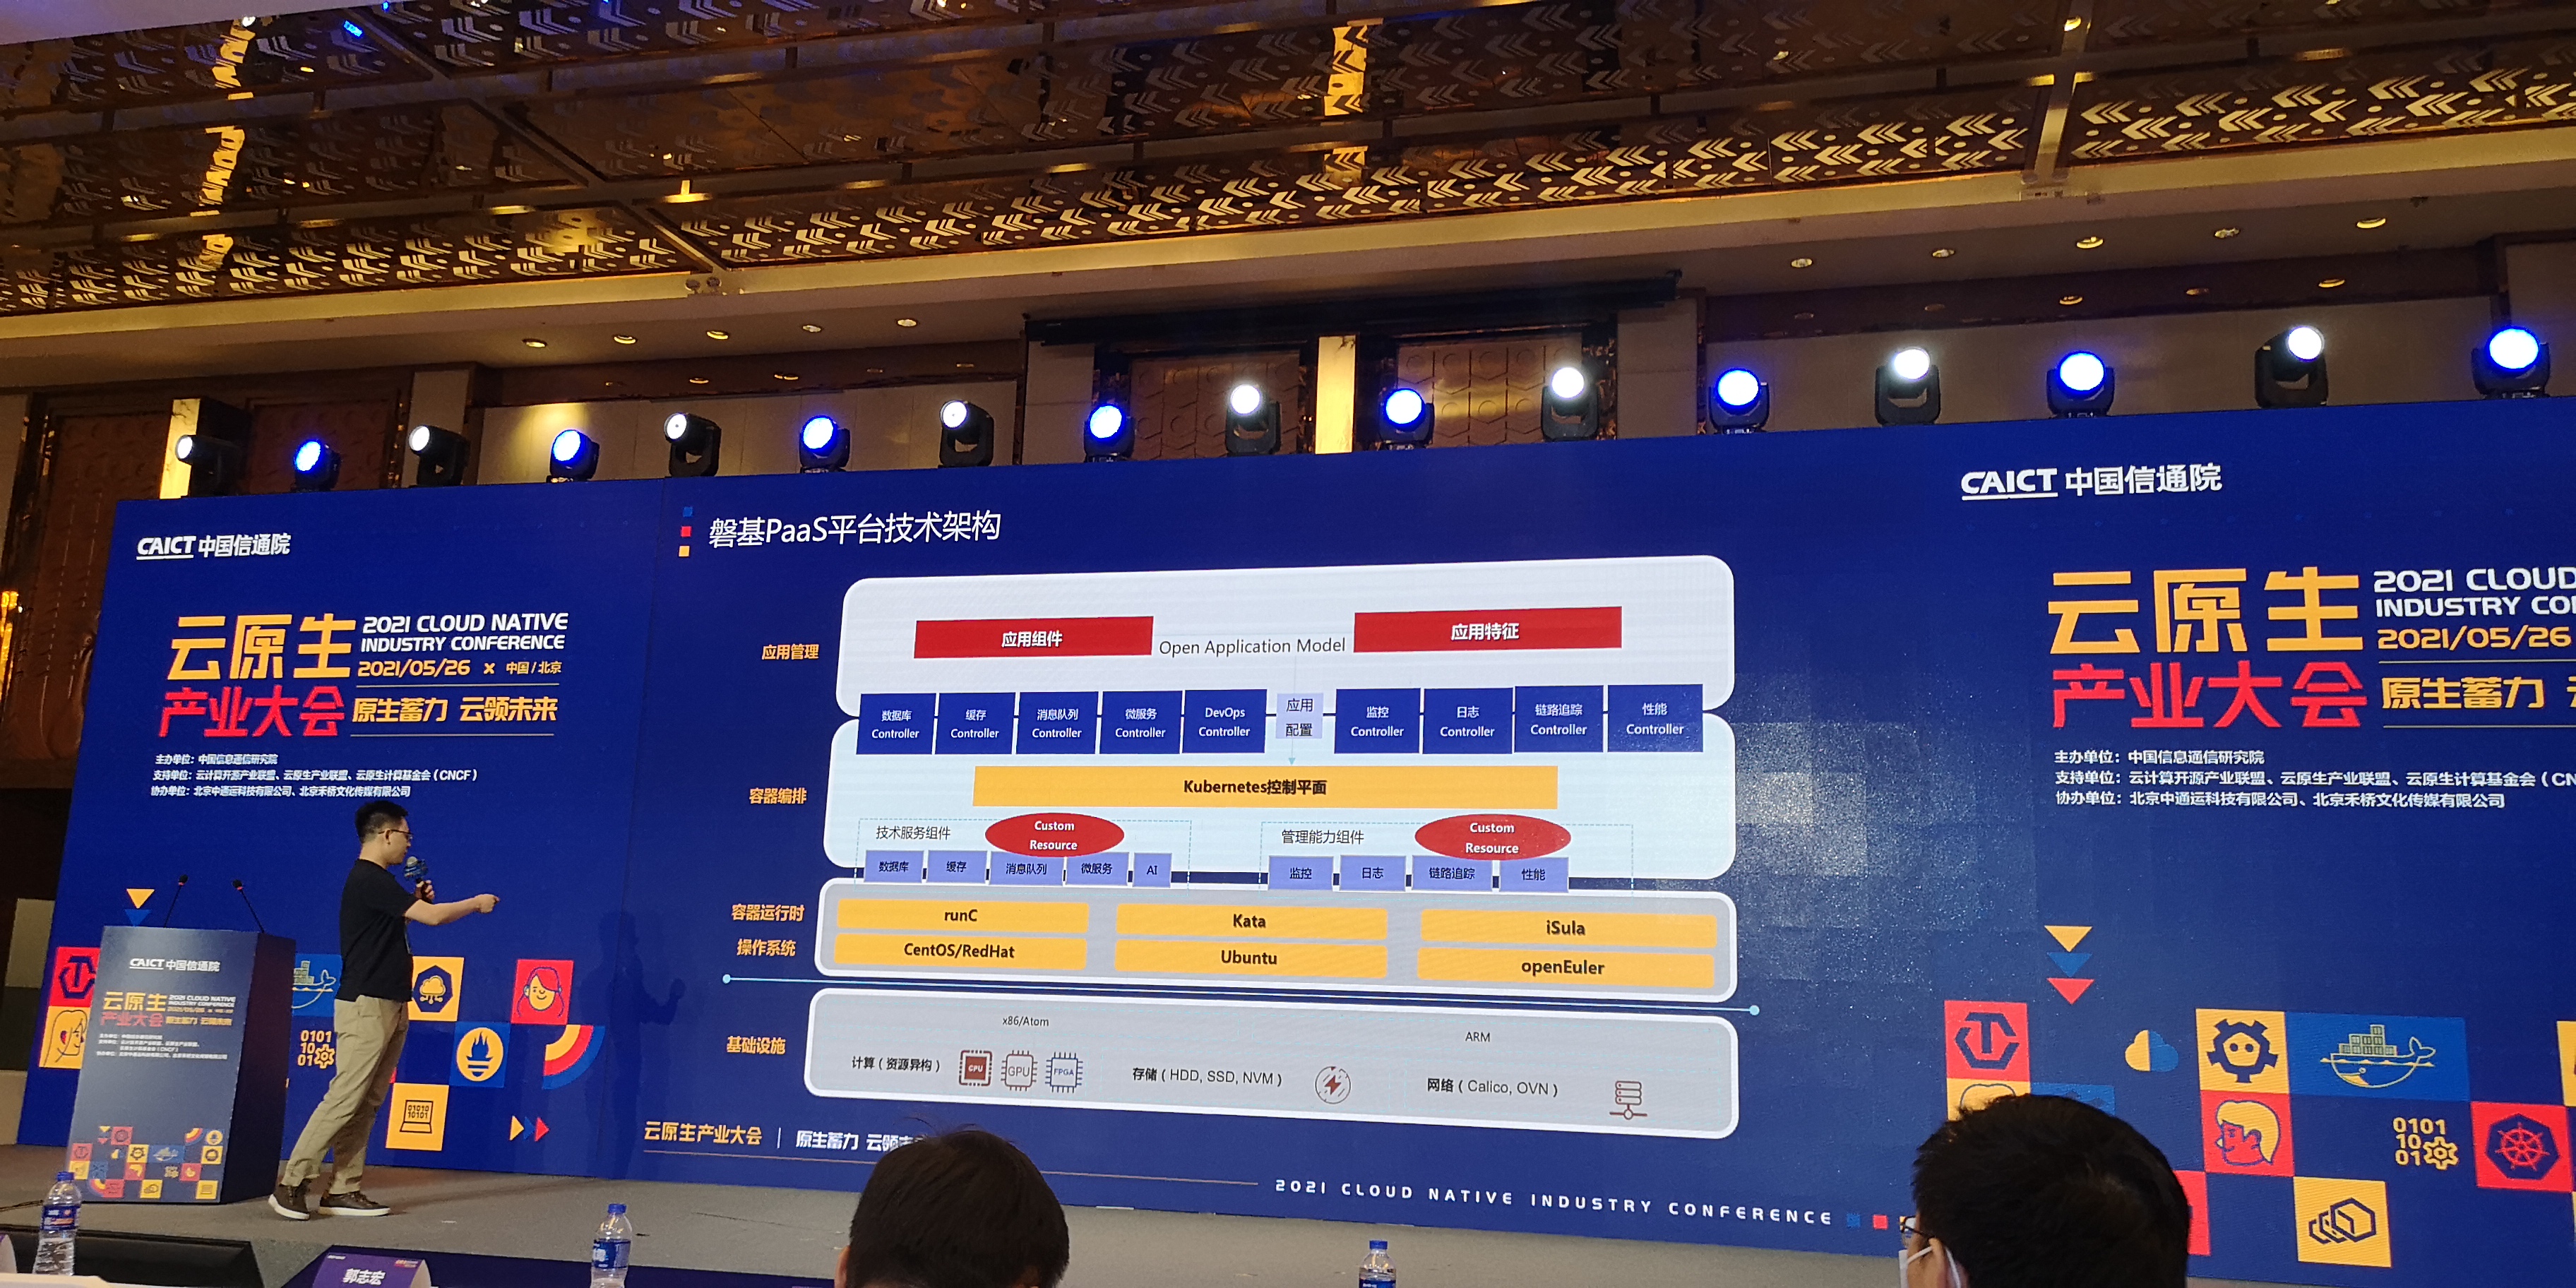 CAICT 中国信通院
云原生
产业大会
2021 CLOUD NATIVE
INDUSTRY CONFERENCE
2021/05/26 x 中国/北京
原生蓄力 云领未来
主办单位：中国信息通信研究院
支持单位：云计算开源产业联盟、云原生产业联盟、云原生计算基金会（CNCF）
协办单位：北京中通运科技有限公司、北京禾桥文化传媒有限公司
磐基PaaS平台技术架构
应用管理
应用组件
Open Application Model
应用特征
数据库
Controller
缓存
Controller
消息队列
Controller
微服务
Controller
DevOps
Controller
应用
配置
监控
Controller
日志
Controller
链路追踪
Controller
性能
Controller
容器编排
Kubernetes控制平面
技术服务组件
Custom
Resource
数据库
缓存
消息队列
微服务
AI
管理能力组件
Custom
Resource
监控
日志
链路追踪
性能
容器运行时
runC
Kata
iSula
操作系统
CentOS/RedHat
Ubuntu
openEuler
基础设施
x86/Atom
ARM
计算（资源异构）
CPU
GPU
FPGA
存储（HDD, SSD, NVM）
网络（Calico, OVN）
云原生产业大会 | 原生蓄力 云领
2021 CLOUD NATIVE INDUSTRY CONFERENCE
CAICT 中国信通院
云原生
产业大会
2021 CLOUD
INDUSTRY CO
2021/05/26
原生蓄力
主办单位：中国信息通信研究院
支持单位：云计算开源产业联盟、云原生产业联盟、云原生计算基金会（CN
协办单位：北京中通运科技有限公司、北京禾桥文化传媒有限公司
0101
10
01
0101
10
01
01010
10101
CAICT 中国信通院
云原生
产业大会
2021 CLOUD NATIVE
INDUSTRY CONFERENCE
原生蓄力 云领未来
郭志宏